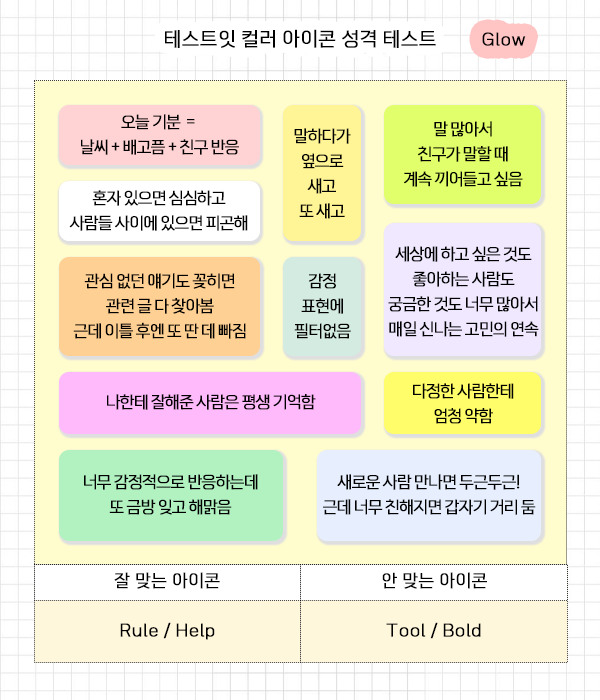 테스트잇 컬러 아이콘 성격 테스트
Glow
오늘 기분 =
날씨 + 배고픔 + 친구 반응
말하다가
옆으로
새고
또 새고
말 많아서
친구가 말할 때
계속 끼어들고 싶음
혼자 있으면 심심하고
사람들 사이에 있으면 피곤해
세상에 하고 싶은 것도
좋아하는 사람도
궁금한 것도 너무 많아서
매일 신나는 고민의 연속
관심 없던 얘기도 꽂히면
관련 글 다 찾아봄
근데 이틀 후엔 또 딴 데 빠짐
감정
표현에
필터없음
나한테 잘해준 사람은 평생 기억함
다정한 사람한테
엄청 약함
너무 감정적으로 반응하는데
또 금방 잊고 해맑음
새로운 사람 만나면 두근두근!
근데 너무 친해지면 갑자기 거리 둠
잘 맞는 아이콘
안 맞는 아이콘
Rule / Help
Tool / Bold